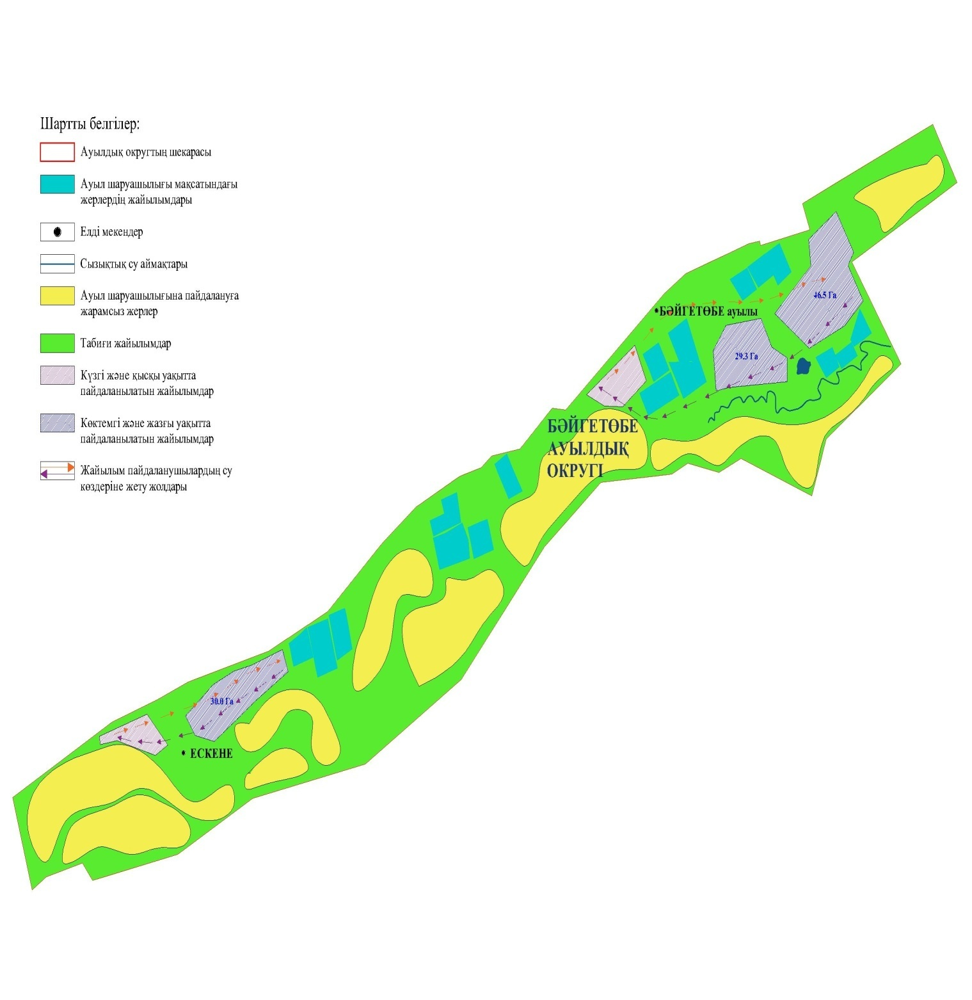 Шартты белгілер:
Ауылдық округтың шекарасы
Ауыл шаруашылығы мақсатындағы
жерлердің жайылымдары
Елді мекендер
Сызықтық су аймақтары
Ауыл шаруашылығына пайдалануға
жарамсыз жерлер
Табиғи жайылымдар
Күзгі және қысқы уақытта
пайдаланылатын жайылымдар
Көктемгі және жазғы уақытта
пайдаланылатын жайылымдар
Жайылым пайдаланушылардың су
көздеріне жету жолдары
46.5 Га
БӘЙГЕТӨБЕ ауылы
29.3 Га
БӘЙГЕТӨБЕ
АУЫЛДЫҚ
ОКРУГІ
30.0 Га
ЕСКЕНЕ